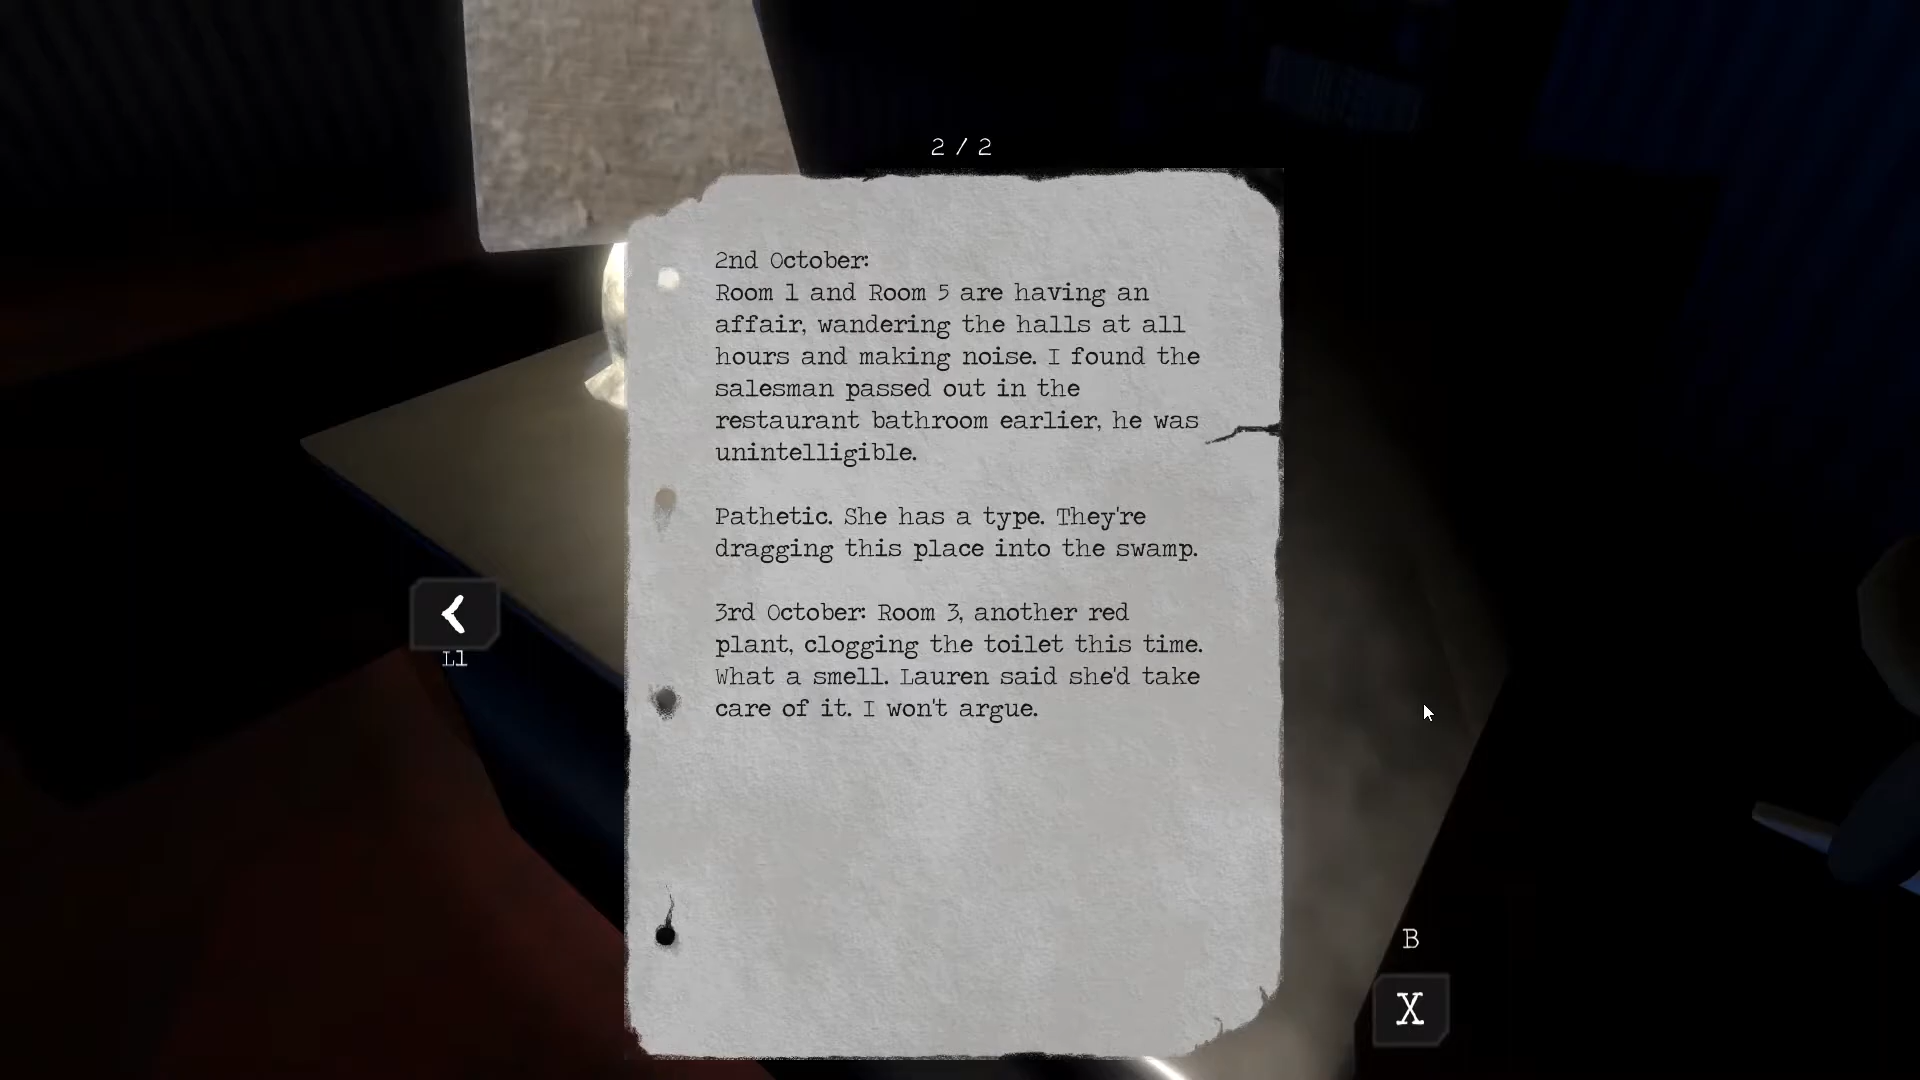 2 / 2
2nd October:
Room 1 and Room 5 are having an
affair, wandering the halls at all
hours and making noise. I found the
salesman passed out in the
restaurant bathroom earlier, he was
unintelligible.
Pathetic. She has a type. They're
dragging this place into the swamp.
3rd October: Room 3, another red
plant, clogging the toilet this time.
What a smell. Lauren said she'd take
care of it. I won't argue.
<
L1
B
X